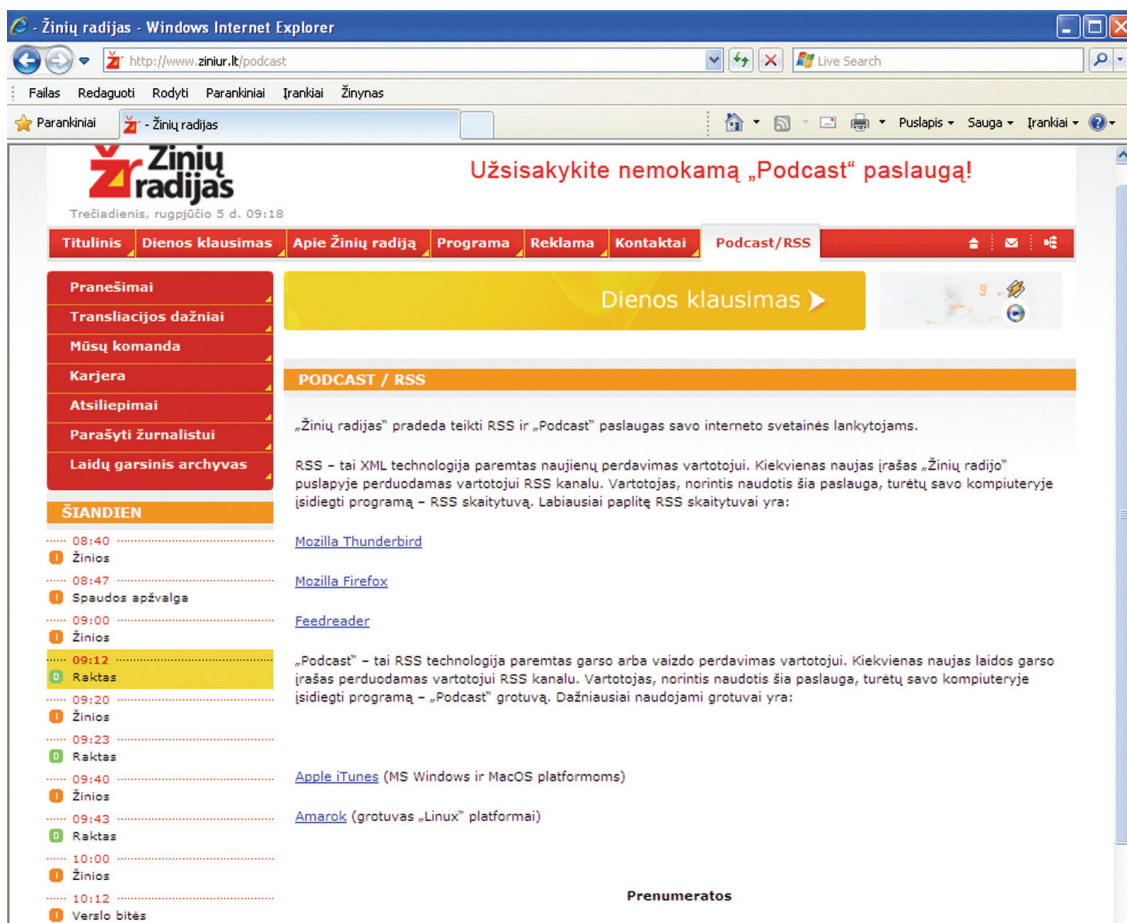 - Žinių radijas - Windows Internet Explorer
http://www.ziniur.lt/podcast
Live Search
Failas Redaguoti Rodyti Parankiniai Įrankiai Žinynas
Parankiniai
- Žinių radijas
Puslapis Sauga Įrankiai
Žr Žinių
radijas
Užsisakykite nemokamą „Podcast“ paslaugą!
Trečiadienis, rugpjūčio 5 d. 09:18
Titulinis Dienos klausimas Apie Žinių radiją Programa Reklama Kontaktai Podcast/RSS
Pranešimai
Transliacijos dažniai
Mūsų komanda
Karjera
Atsiliepimai
Parašyti žurnalistui
Laidų garsinis archyvas
Dienos klausimas
ŠIANDIEN
08:40
I Žinios
08:47
I Spaudos apžvalga
09:00
I Žinios
09:12
D Raktas
09:20
I Žinios
09:23
D Raktas
09:40
I Žinios
09:43
D Raktas
10:00
I Žinios
10:12
I Verslo bitės
PODCAST / RSS
„Žinių radijas“ pradeda teikti RSS ir „Podcast“ paslaugas savo interneto svetainės lankytojams.
RSS – tai XML technologija paremtas naujienų perdavimas vartotojui. Kiekvienas naujas įrašas „Žinių radijo“
puslapyje perduodamas vartotojui RSS kanalu. Vartotojas, norintis naudotis šia paslauga, turėtų savo kompiuteryje
įsidiegti programą – RSS skaitytuvą. Labiausiai paplitę RSS skaitytuvai yra:
Mozilla Thunderbird
Mozilla Firefox
Feedreader
„Podcast“ – tai RSS technologija paremtas garso arba vaizdo perdavimas vartotojui. Kiekvienas naujas laidos garso
įrašas perduodamas vartotojui RSS kanalu. Vartotojas, norintis naudotis šia paslauga, turėtų savo kompiuteryje
įsidiegti programą – „Podcast“ grotuvą. Dažniausiai naudojami grotuvai yra:
Apple iTunes (MS Windows ir MacOS platformoms)
Amarok (grotuvas „Linux“ platformai)
Prenumeratos